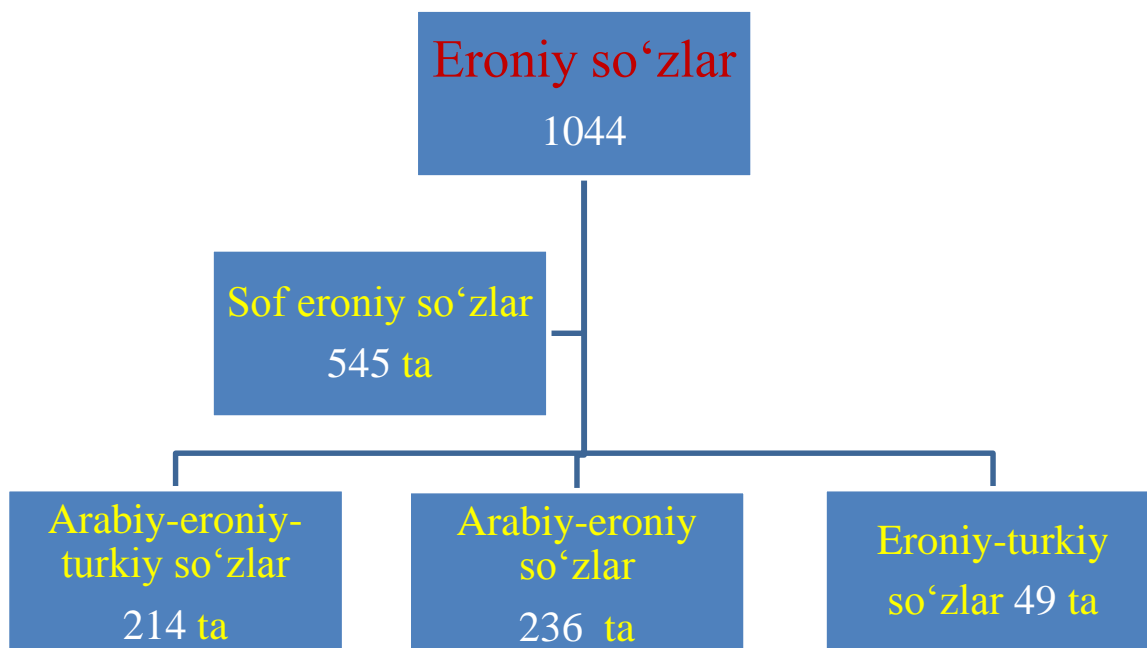 Eroniy so‘zlar
1044
Sof eroniy so‘zlar
545 ta
Arabiy-eroniy-
turkiy so‘zlar
214 ta
Arabiy-eroniy
so‘zlar
236 ta
Eroniy-turkiy
so‘zlar 49 ta